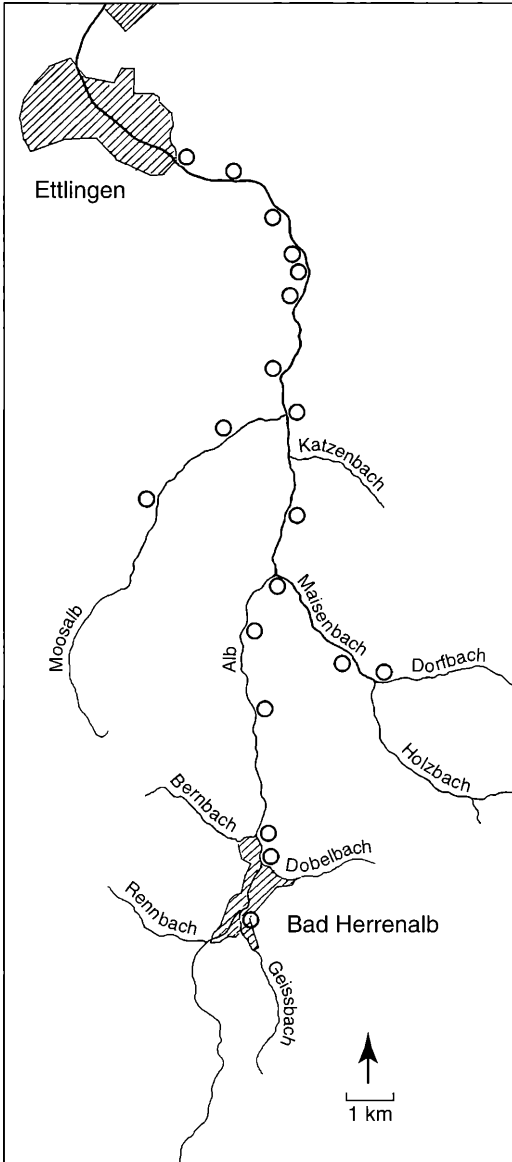 Ettlingen
Katzenbach
Moosalb
Maisenbach
Alb
Dorfbach
Holzbach
Bernbach
Dobelbach
Rennbach
Bad Herrenalb
Geissbach
1 km